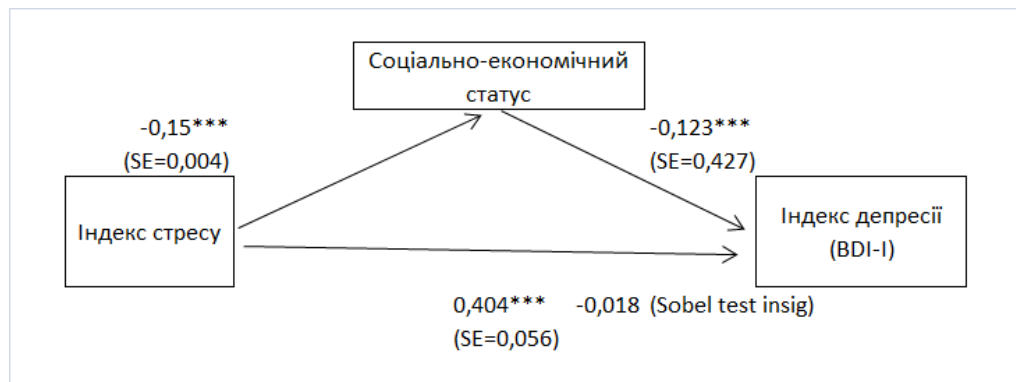 Соціально-економічний
статус
-0,15***
(SE=0,004)
-0,123***
(SE=0,427)
Індекс стресу
Індекс депресії
(BDI-I)
0,404*** -0,018 (Sobel test insig)
(SE=0,056)